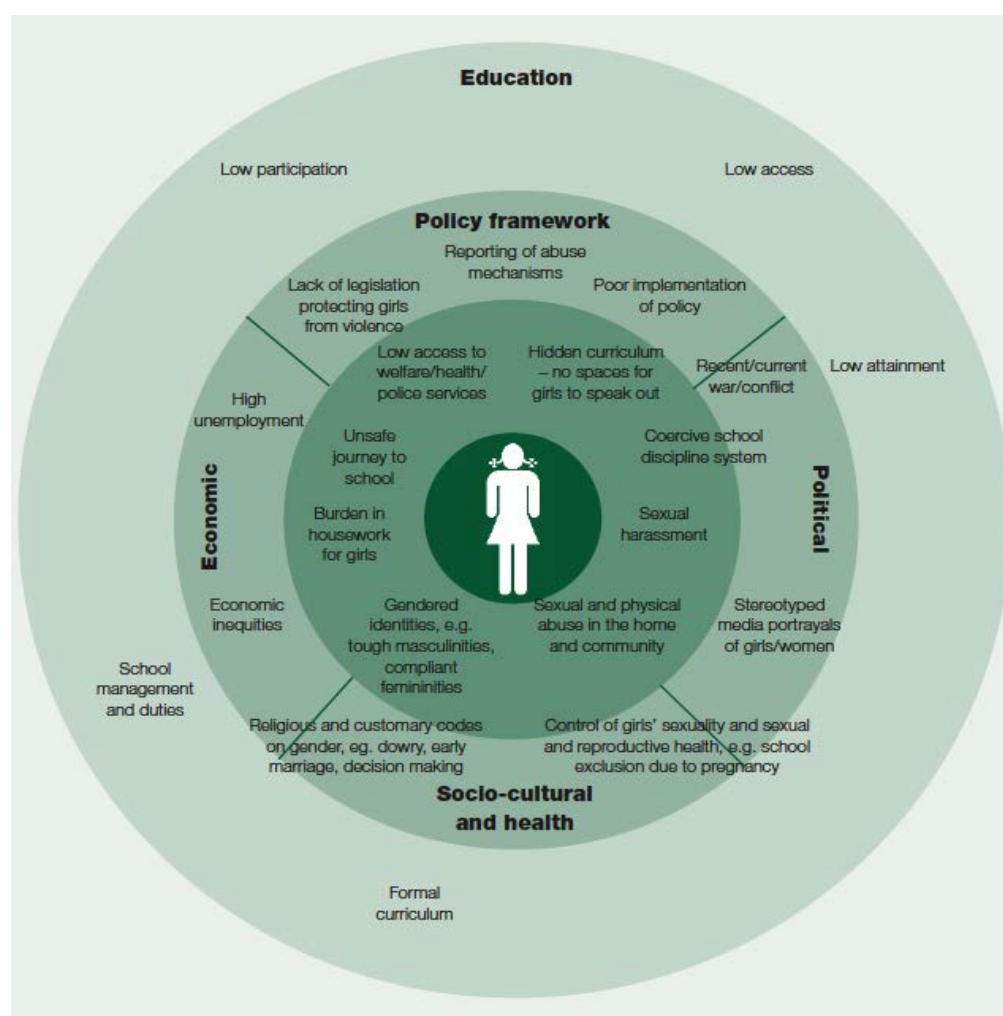 Education
Low participation
Low access
Policy framework
Reporting of abuse
mechanisms
Lack of legislation
protecting girls
from violence
Poor implementation
of policy
Low access to
welfare/health/
police services
Hidden curriculum
– no spaces for
girls to speak out
Recent/current
war/conflict
Low attainment
High
unemployment
Unsafe
journey to
school
Coercive school
discipline system
Economic
Political
Burden in
housework
for girls
Sexual
harassment
Economic
inequities
Gendered
identities, e.g.
tough masculinities,
compliant
femininities
Sexual and physical
abuse in the home
and community
Stereotyped
media portrayals
of girls/women
School
management
and duties
Religious and customary codes
on gender, eg. dowry, early
marriage, decision making
Control of girls’ sexuality and sexual
and reproductive health, e.g. school
exclusion due to pregnancy
Socio-cultural
and health
Formal
curriculum